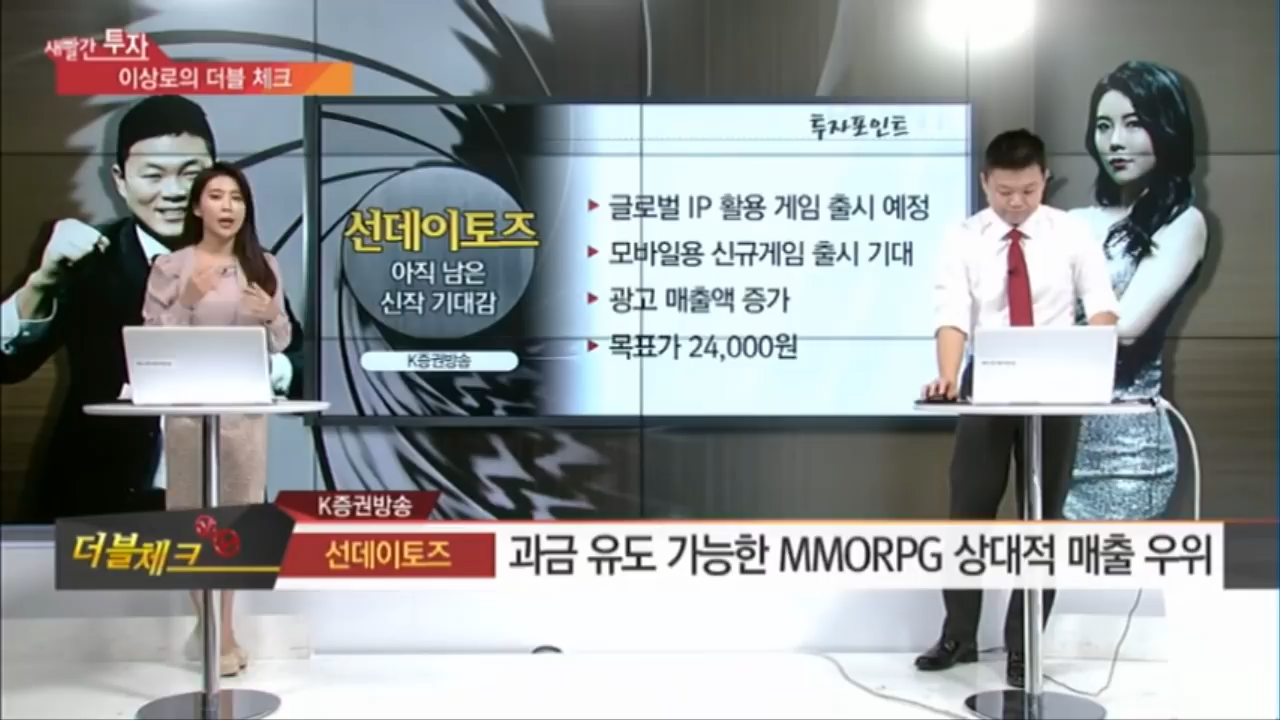 새빨간 투자
이상로의 더블 체크
투자포인트
선데이토즈
아직 남은
신작 기대감
K증권방송
▶ 글로벌 IP 활용 게임 출시 예정
▶ 모바일용 신규게임 출시 기대
▶ 광고 매출액 증가
▶ 목표가 24,000원
K증권방송
더블체크
선데이토즈
과금 유도 가능한 MMORPG 상대적 매출 우위